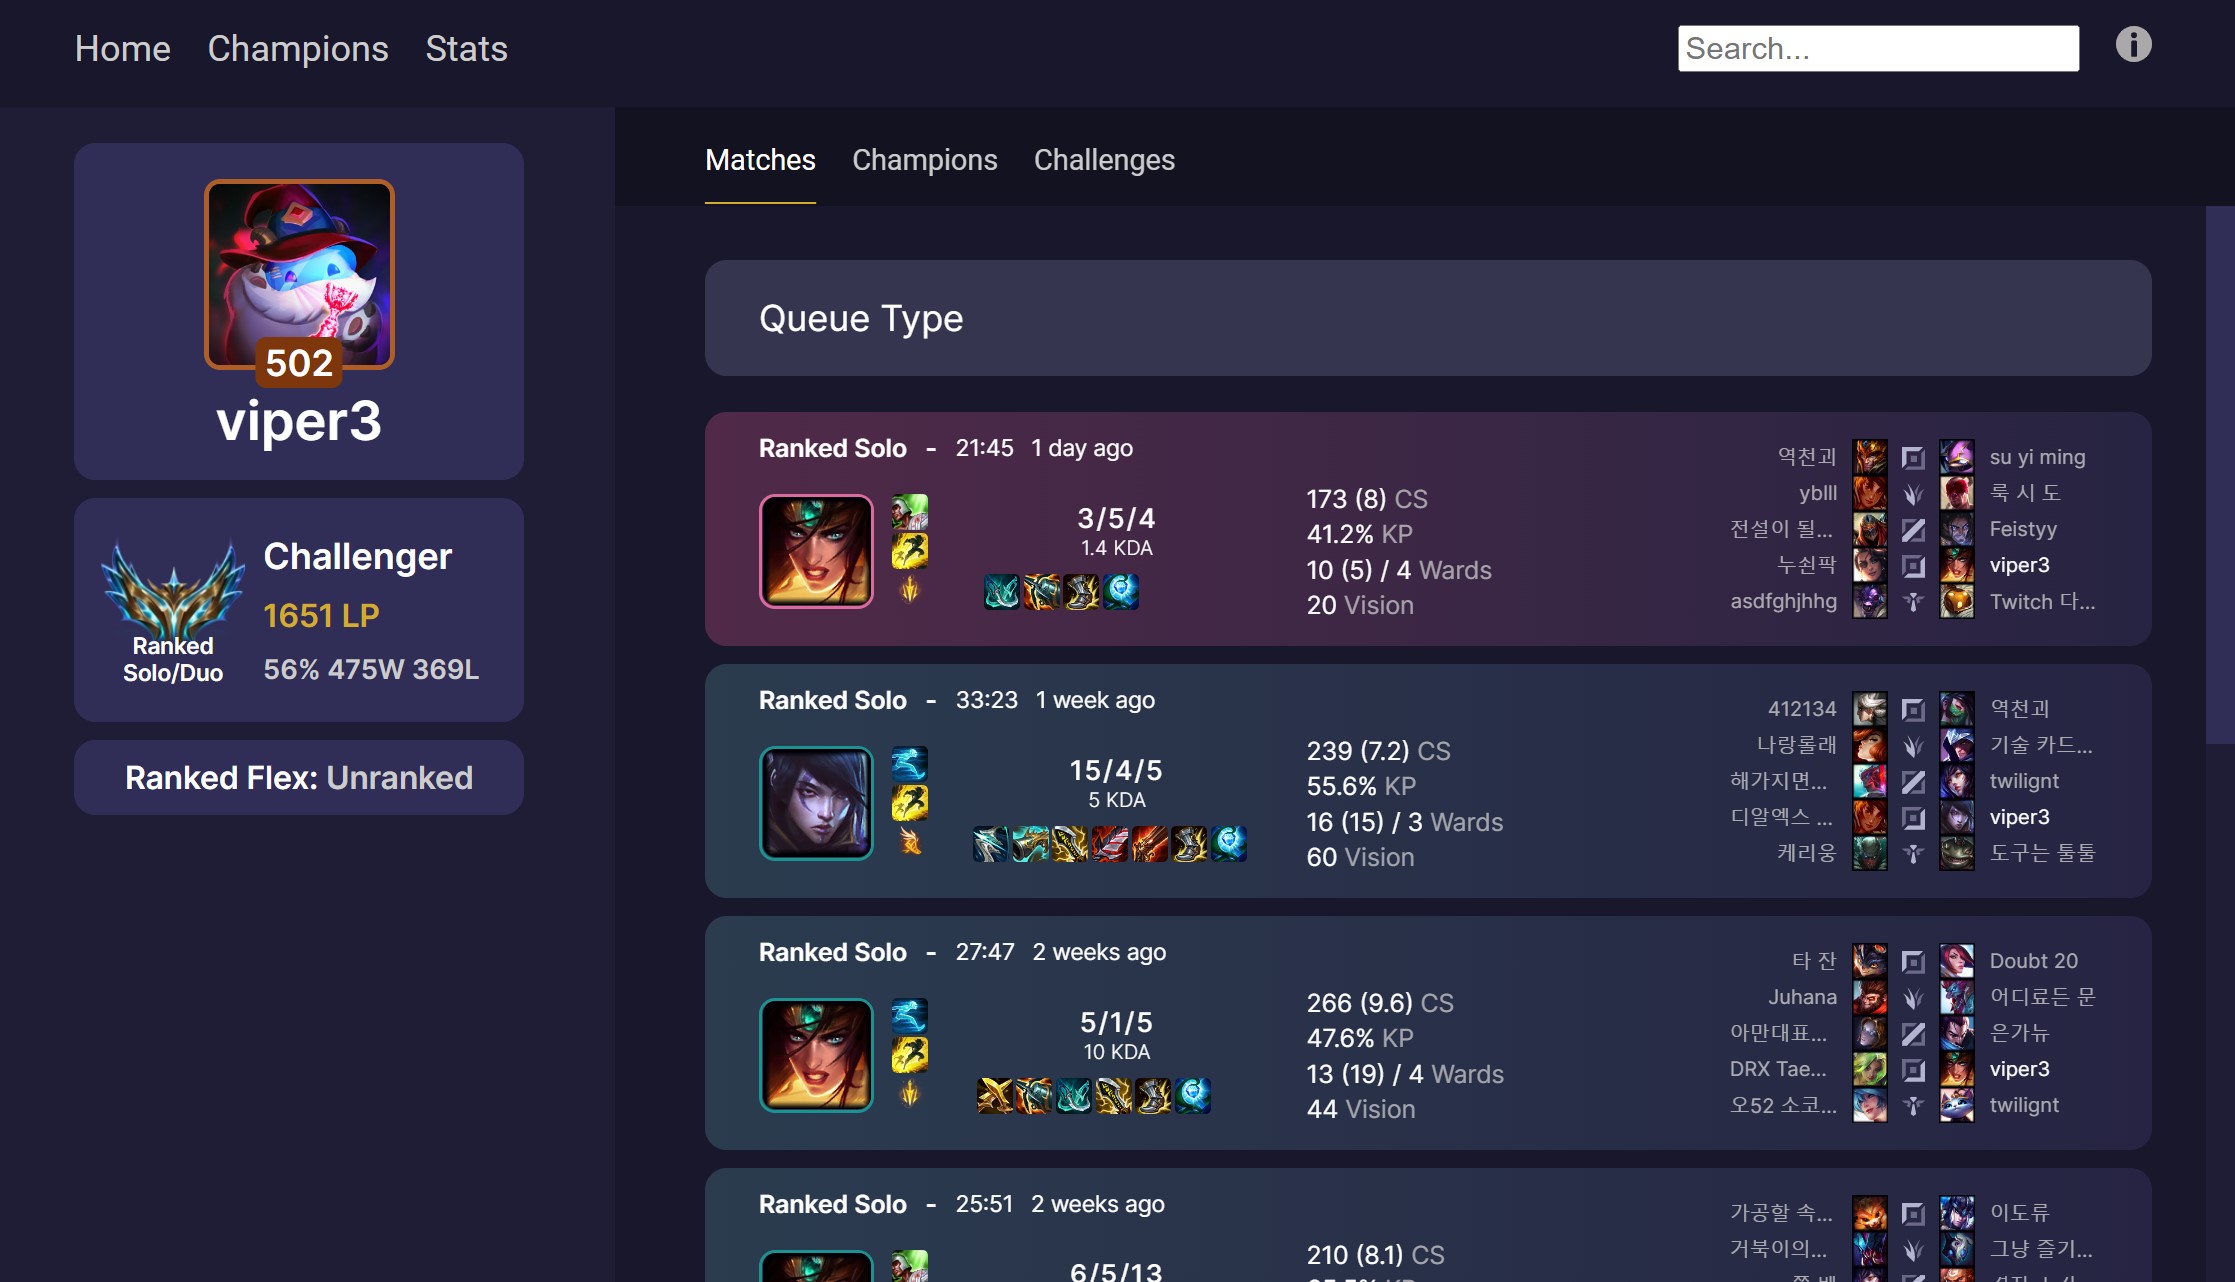 Home Champions Stats
Search...
502
viper3
Challenger
1651 LP
Ranked
Solo/Duo
56% 475W 369L
Ranked Flex: Unranked
Matches Champions Challenges
Queue Type
Ranked Solo - 21:45 1 day ago
3/5/4
1.4 KDA
173 (8) CS
41.2% KP
10 (5) / 4 Wards
20 Vision
역천괴 su yi ming
yblll 룩 시 도
전설이 될... Feistyy
누쇤팍 viper3
asdfghjhhg Twitch 다...
Ranked Solo - 33:23 1 week ago
15/4/5
5 KDA
239 (7.2) CS
55.6% KP
16 (15) / 3 Wards
60 Vision
412134 역천괴
나랑롤래 기술 카드...
해가지면... twilignt
디알엑스 ... viper3
케리웅 도구는 툴툴
Ranked Solo - 27:47 2 weeks ago
5/1/5
10 KDA
266 (9.6) CS
47.6% KP
13 (19) / 4 Wards
44 Vision
타 잔 Doubt 20
Juhana 어디료든 문
아만대표... 은가뉴
DRX Tae... viper3
오52 소코... twilignt
Ranked Solo - 25:51 2 weeks ago
6/5/13
210 (8.1) CS
가공할 속... 이도류
거북이의... 그냥 즐기...